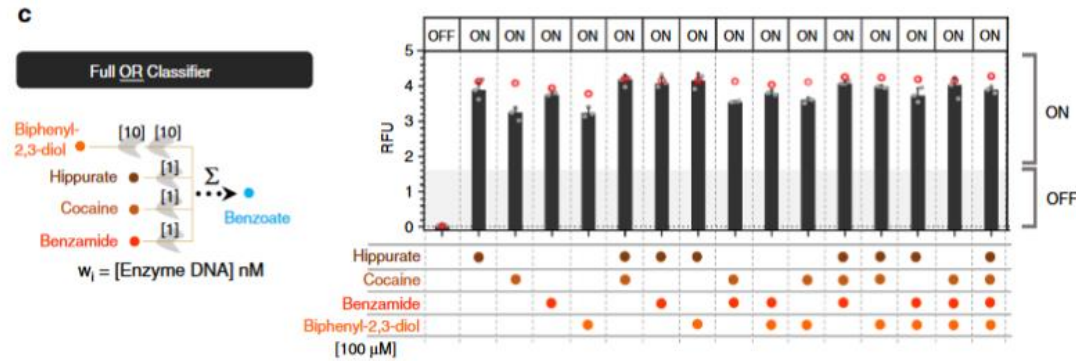 c
Full OR Classifier
Biphenyl-
2,3-diol
[10] [10]
Hippurate
[1]
Cocaine
[1]
Benzamide
[1]
Σ
Benzoate
wi = [Enzyme DNA] nM
OFF ON ON ON ON ON ON ON ON ON ON ON ON ON ON ON
5
4
3
2
1
0
RFU
ON
OFF
Hippurate
Cocaine
Benzamide
Biphenyl-2,3-diol
[100 µM]